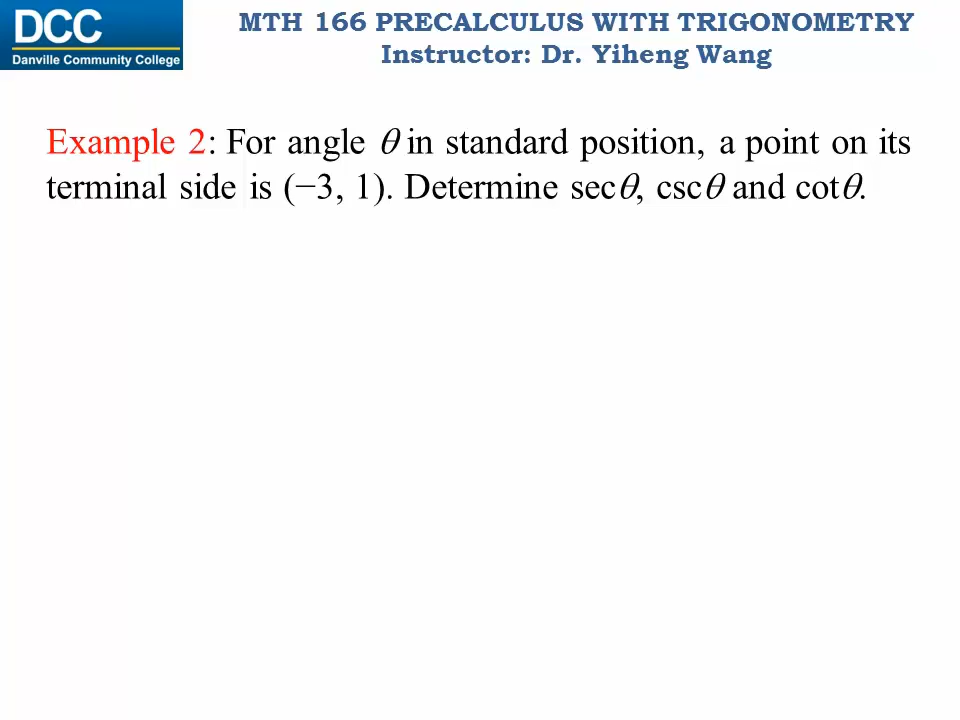 DCC
Danville Community College
MTH 166 PRECALCULUS WITH TRIGONOMETRY
Instructor: Dr. Yiheng Wang
Example 2: For angle θ in standard position, a point on its
terminal side is (−3, 1). Determine secθ, cscθ and cotθ.